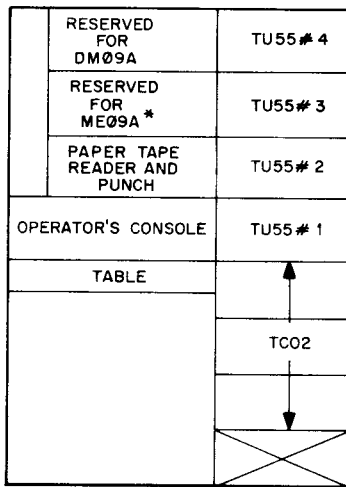 RESERVED
FOR
DM09A
TU55#4
RESERVED
FOR
ME09A*
TU55#3
PAPER TAPE
READER AND
PUNCH
TU55#2
OPERATOR'S CONSOLE
TU55#1
TABLE
TC02